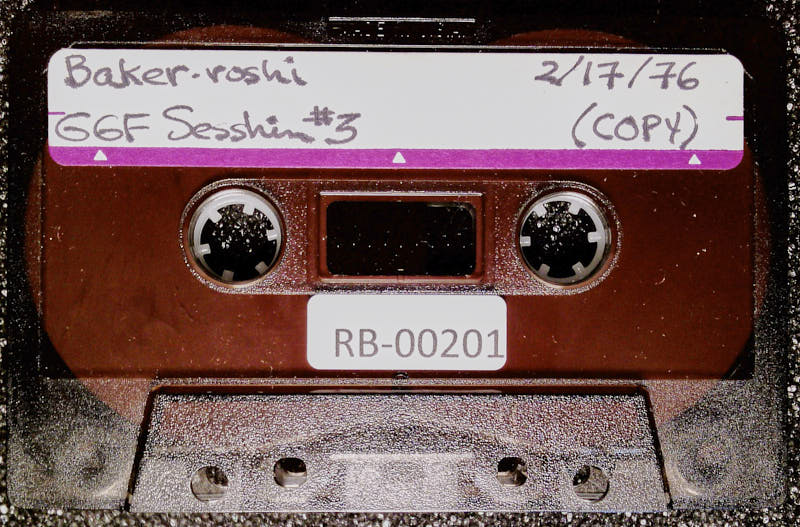 Baker-roshi 2/17/76
GGF Sesshin #3 (COPY)
RB-00201